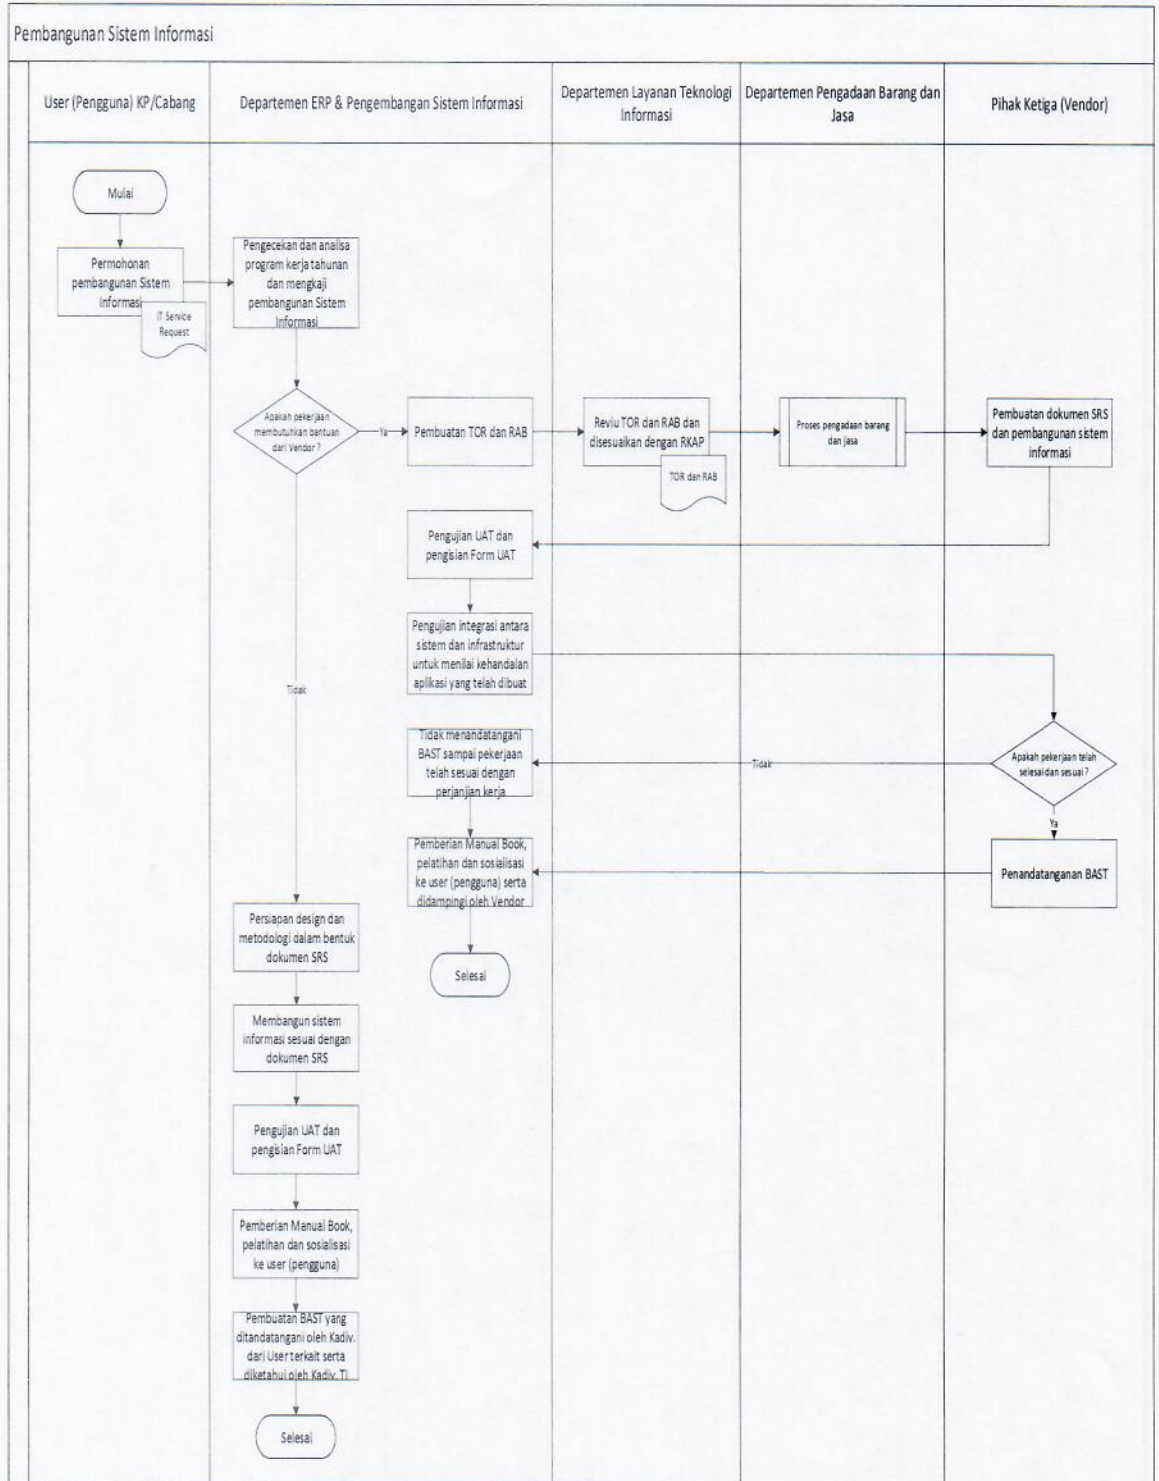 Pembangunan Sistem Informasi
User (Pengguna) KP/Cabang
Departemen ERP & Pengembangan Sistem Informasi
Departemen Layanan Teknologi
Informasi
Departemen Pengadaan Barang dan
Jasa
Pihak Ketiga (Vendor)
Mulai
Permohonan
pembangunan Sistem
Informasi
IT Service
Request
Pengecekan dan analisa
program kerja tahunan
dan mengkaji
pembangunan Sistem
Informasi
Apakah pekerjaan
membutuhkan bantuan
dari Vendor ?
Ya
Pembuatan TOR dan RAB
Reviu TOR dan RAB dan
disesuaikan dengan RKAP
TOR dan RAB
Proses pengadaan barang
dan jasa
Pembuatan dokumen SRS
dan pembangunan sistem
informasi
Pengujian UAT dan
pengisian Form UAT
Pengujian integrasi antara
sistem dan infrastruktur
untuk menilai kehandalan
aplikasi yang telah dibuat
Tidak
Tidak menandatangani
BAST sampai pekerjaan
telah sesuai dengan
perjanjian kerja
Tidak
Apakah pekerjaan telah
selesai dan sesuai ?
Ya
Pemberian Manual Book,
pelatihan dan sosialisasi
ke user (pengguna) serta
didampingi oleh Vendor
Penandatanganan BAST
Persiapan design dan
metodologi dalam bentuk
dokumen SRS
Selesai
Membangun sistem
informasi sesuai dengan
dokumen SRS
Pengujian UAT dan
pengisian Form UAT
Pemberian Manual Book,
pelatihan dan sosialisasi
ke user (pengguna)
Pembuatan BAST yang
ditandatangani oleh Kadiv.
dari User terkait serta
diketahui oleh Kadiv. TI
Selesai